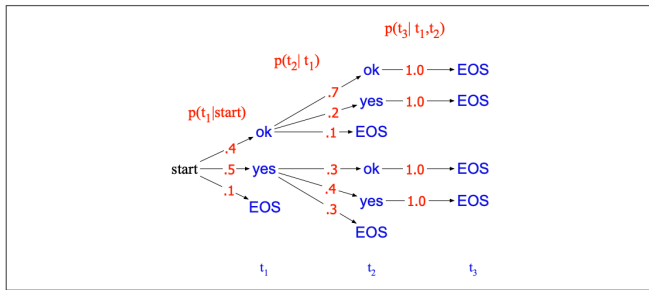 p(t₃| t₁,t₂)
p(t₂| t₁)
ok 1.0 EOS
.7
yes 1.0 EOS
p(t₁|start)
.2
ok .1 EOS
.4
start .5 yes .3 ok 1.0 EOS
.1 .4
yes 1.0 EOS
EOS .3
EOS
t₁ t₂ t₃